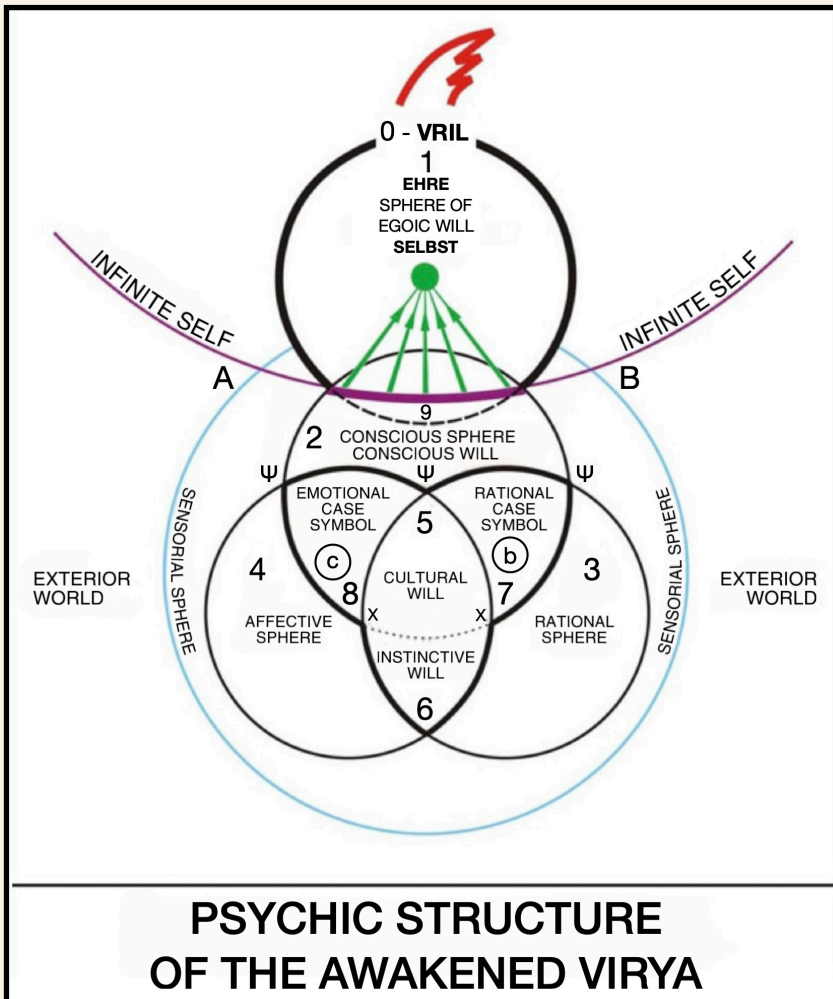 0 - VRIL
1
EHRE
SPHERE OF
EGOIC WILL
SELBST
INFINITE SELF
INFINITE SELF
A
B
9
2
CONSCIOUS SPHERE
CONSCIOUS WILL
Ψ
Ψ
Ψ
EMOTIONAL
CASE
SYMBOL
RATIONAL
CASE
SYMBOL
5
c
b
4
3
8
7
CULTURAL
WILL
SENSORIAL SPHERE
SENSORIAL SPHERE
EXTERIOR
WORLD
EXTERIOR
WORLD
AFFECTIVE
SPHERE
x
x
RATIONAL
SPHERE
INSTINCTIVE
WILL
6
PSYCHIC STRUCTURE
OF THE AWAKENED VIRYA